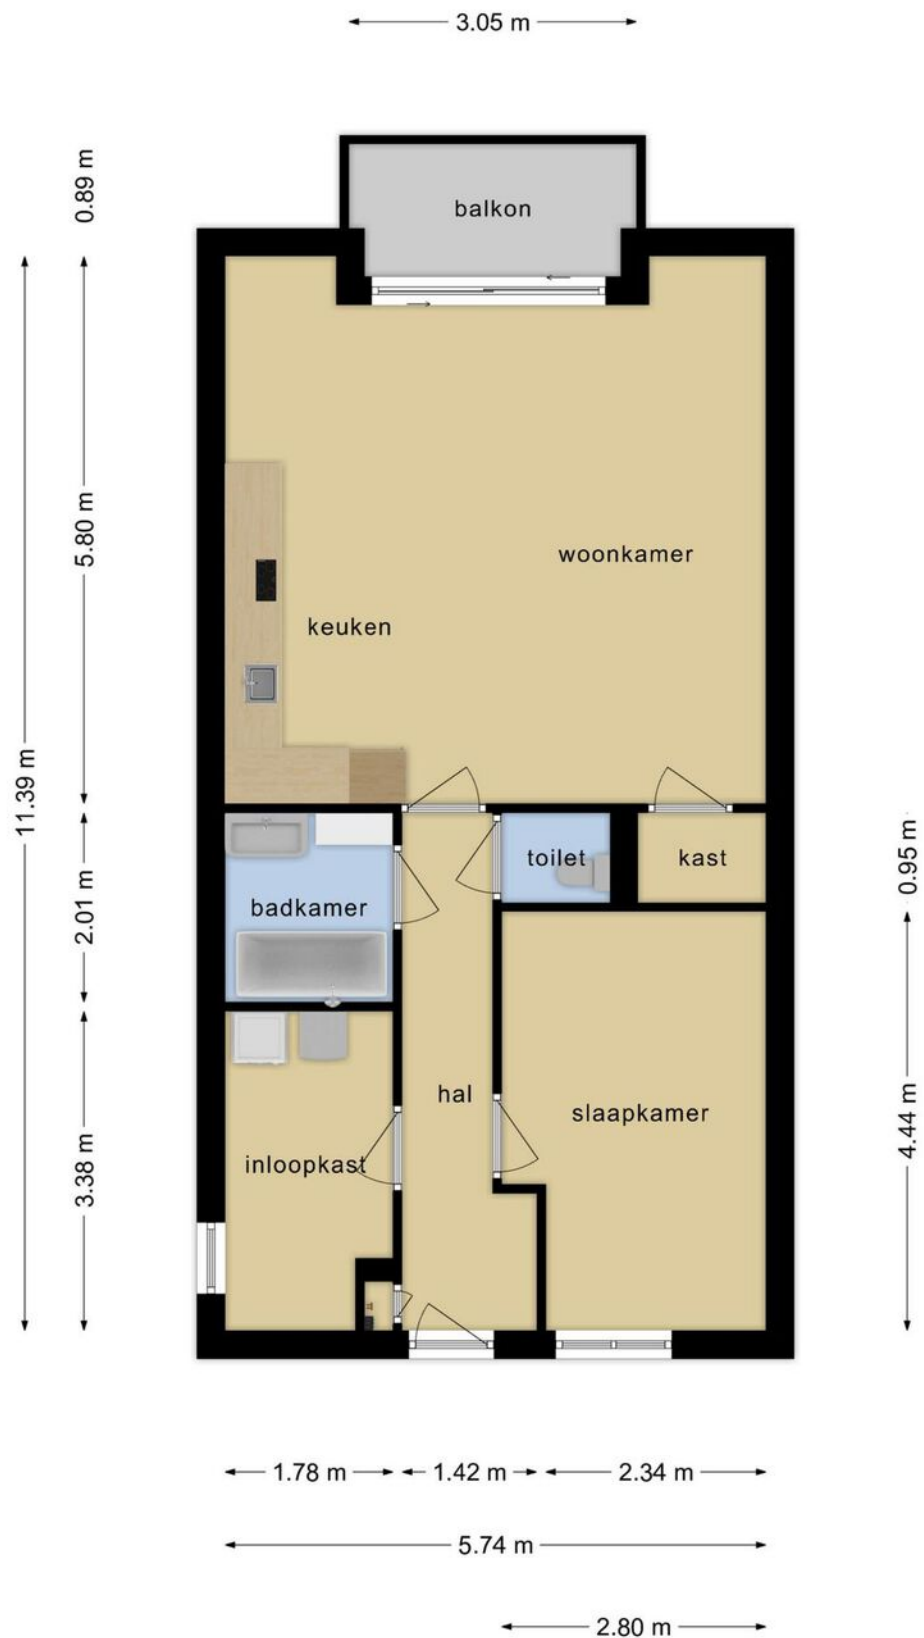 3.05 m
0.89 m
balkon
5.80 m
woonkamer
keuken
11.39 m
2.01 m
badkamer
toilet
kast
0.95 m
hal
slaapkamer
4.44 m
3.38 m
inloopkast
1.78 m
1.42 m
2.34 m
5.74 m
2.80 m